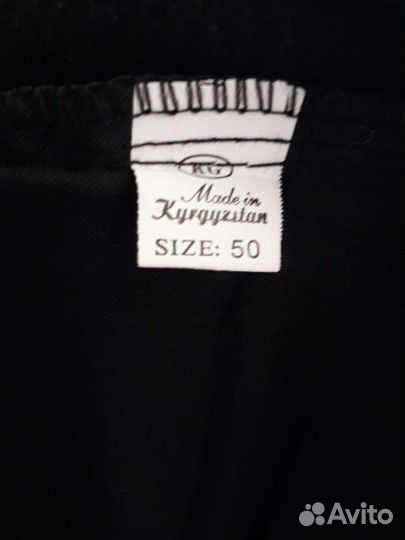 KG
Made in
Kyrgyzstan
SIZE: 50
Avito